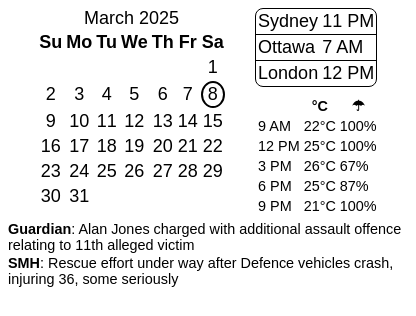 March 2025
Su Mo Tu We Th Fr Sa
1
2 3 4 5 6 7 8
9 10 11 12 13 14 15
16 17 18 19 20 21 22
23 24 25 26 27 28 29
30 31
Sydney 11 PM
Ottawa 7 AM
London 12 PM
°C ☂
9 AM 22°C 100%
12 PM 25°C 100%
3 PM 26°C 67%
6 PM 25°C 87%
9 PM 21°C 100%
Guardian: Alan Jones charged with additional assault offence
relating to 11th alleged victim
SMH: Rescue effort under way after Defence vehicles crash,
injuring 36, some seriously